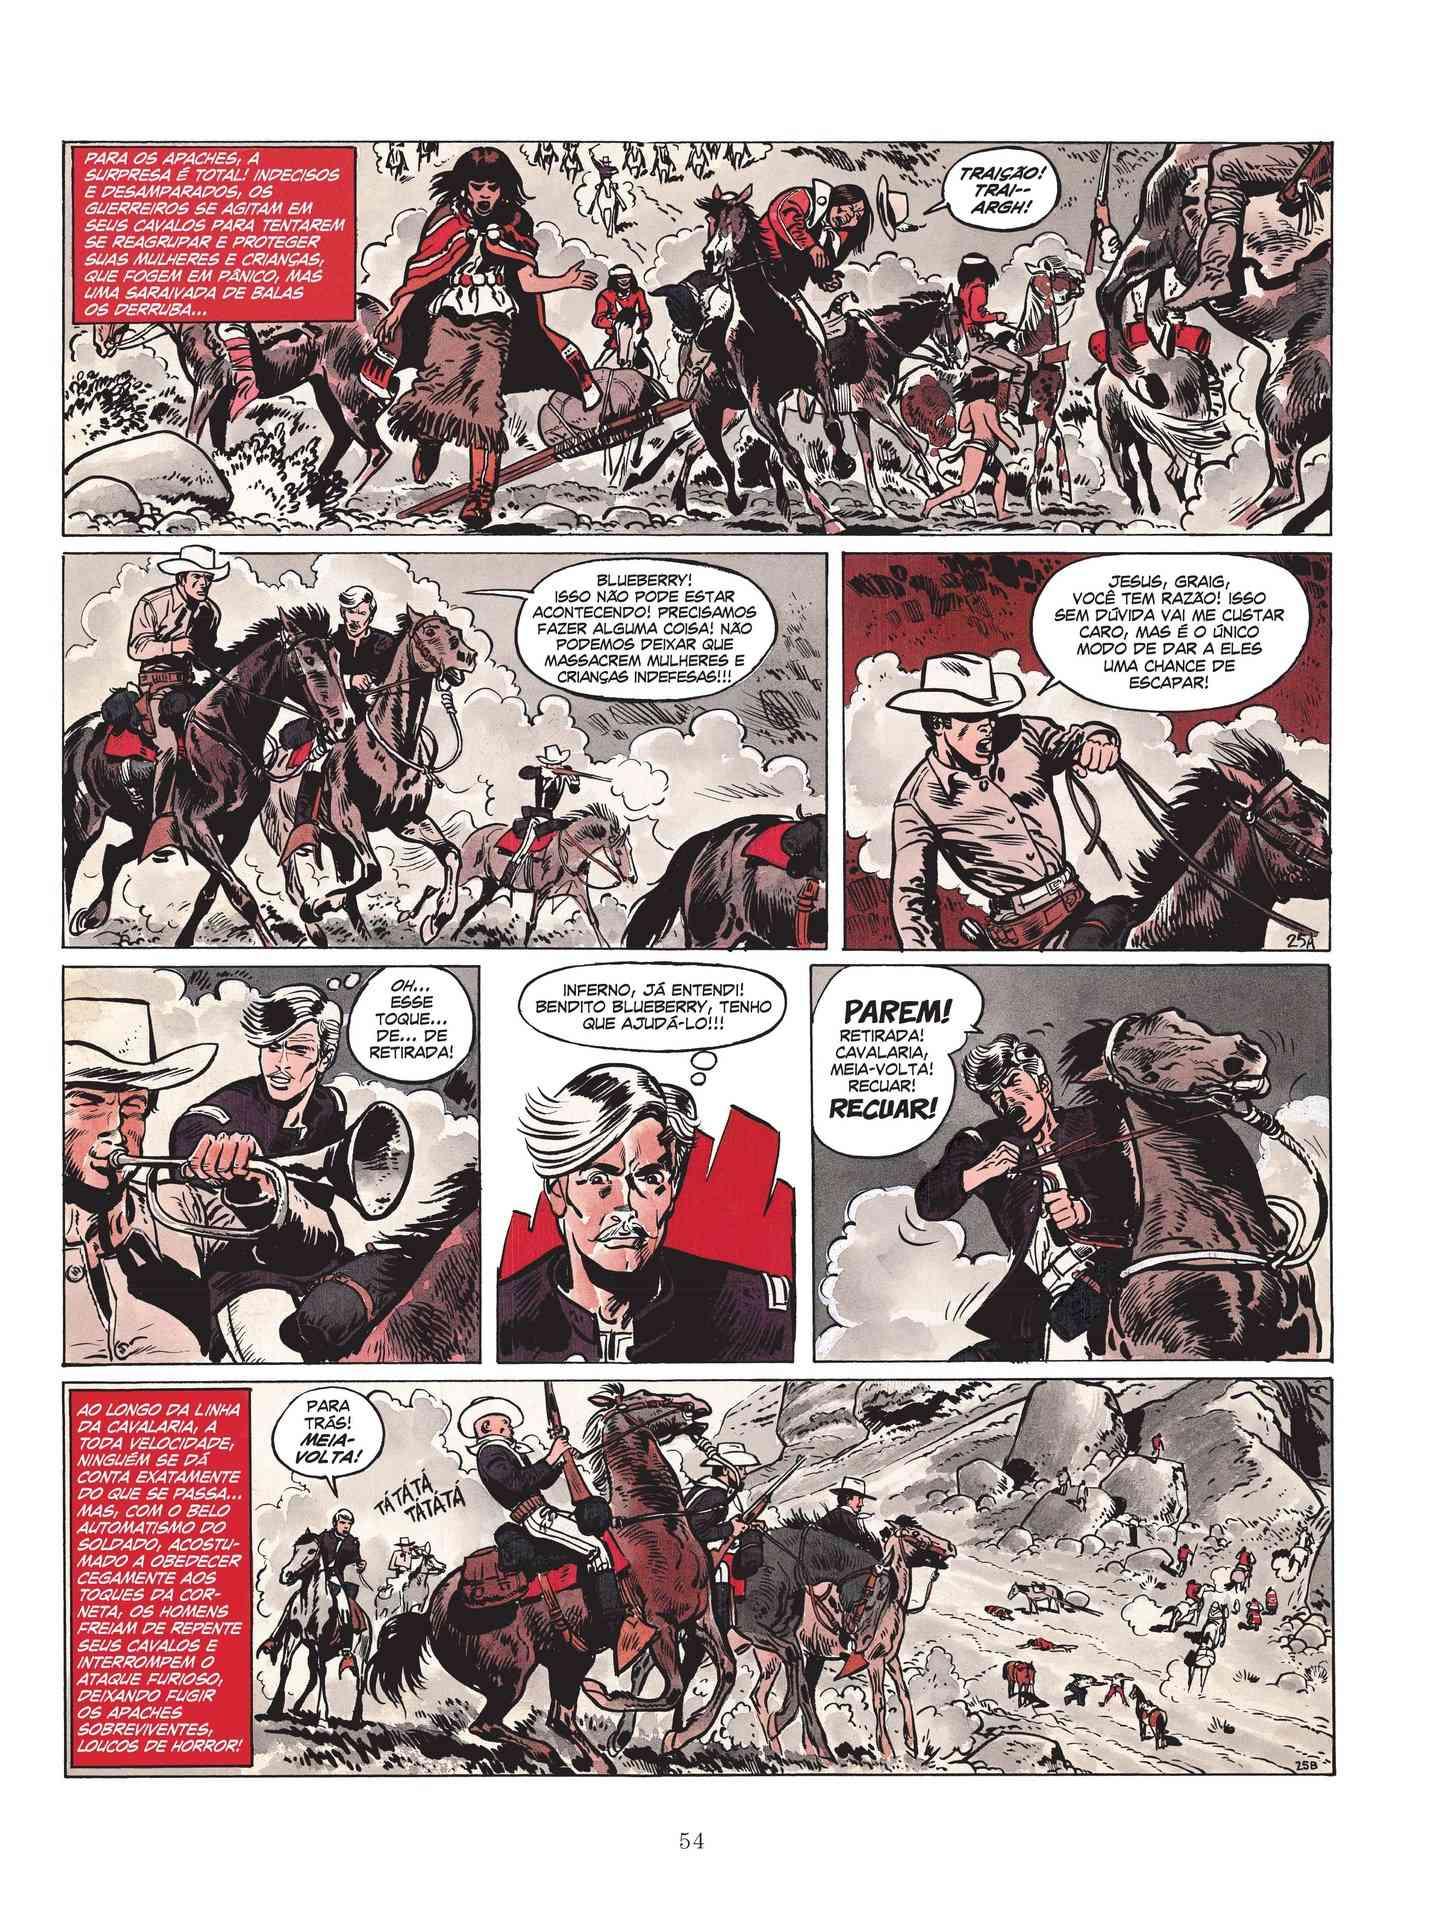 PARA OS APACHES, A
SURPRESA É TOTAL! INDECISOS
E DESAMPARADOS, OS
GUERREIROS SE AGITAM EM
SEUS CAVALOS PARA TENTAREM
SE REAGRUPAR E PROTEGER
SUAS MULHERES E CRIANÇAS,
QUE FOGEM EM PÂNICO, MAS
UMA SARAIVADA DE BALAS
OS DERRUBA...
TRAIÇÃO!
TRAI--
ARGH!
BLUEBERRY!
ISSO NÃO PODE ESTAR
ACONTECENDO! PRECISAMOS
FAZER ALGUMA COISA! NÃO
PODEMOS DEIXAR QUE
MASSACREM MULHERES E
CRIANÇAS INDEFESAS!!!
JESUS, GRAIG,
VOCÊ TEM RAZÃO! ISSO
SEM DÚVIDA VAI ME CUSTAR
CARO, MAS É O ÚNICO
MODO DE DAR A ELES
UMA CHANCE DE
ESCAPAR!
25A
OH...
ESSE
TOQUE...
DE... DE
RETIRADA!
INFERNO, JÁ ENTENDI!
BENDITO BLUEBERRY, TENHO
QUE AJUDÁ-LO!!!
PAREM!
RETIRADA!
CAVALARIA,
MEIA-VOLTA!
RECUAR!
RECUAR!
AO LONGO DA LINHA
DA CAVALARIA, A
TODA VELOCIDADE,
NINGUÉM SE DÁ
CONTA EXATAMENTE
DO QUE SE PASSA...
MAS, COM O BELO
AUTOMATISMO DO
SOLDADO, ACOSTU-
MADO A OBEDECER
CEGAMENTE AOS
TOQUES DA COR-
NETA, OS HOMENS
FREIAM DE REPENTE
SEUS CAVALOS E
INTERROMPEM O
ATAQUE FURIOSO,
DEIXANDO FUGIR
OS APACHES
SOBREVIVENTES,
LOUCOS DE HORROR!
PARA
TRÁS!
MEIA-
VOLTA!
TÁTÁTÁ
TÁTÁTÁ
25B
54